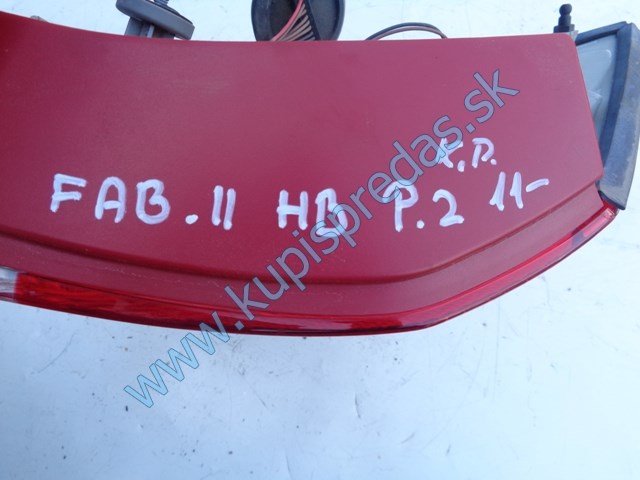 K.D.
FAB.II HB P.2 11-
www.kupispredas.sk